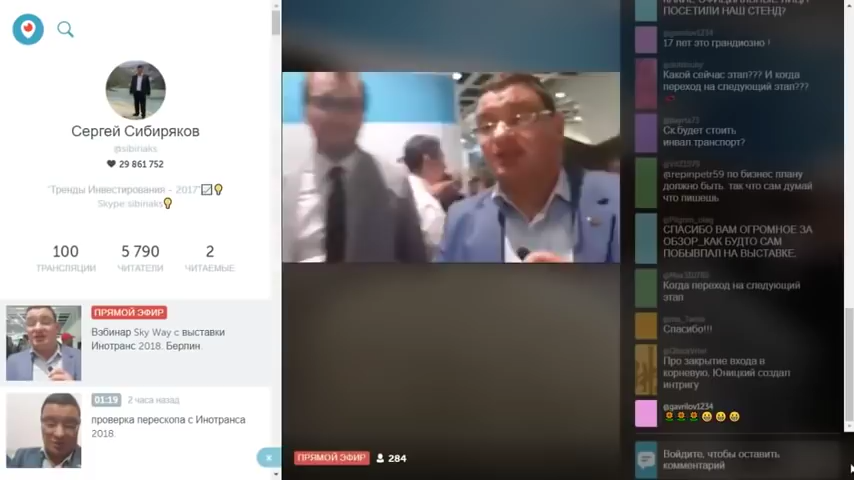 Сергей Сибиряков
@sibiriaks
29 861 752
"Тренды Инвестирования – 2017"
Skype:sibiriaks
100
ТРАНСЛЯЦИИ
5 790
ЧИТАТЕЛИ
2
ЧИТАЕМЫЕ
ПРЯМОЙ ЭФИР
Вэбинар Sky Way с выставки
Инотранс 2018. Берлин.
01:19 2 часа назад
проверка перескопа с Инотранса
2018.
x
ПРЯМОЙ ЭФИР 284
ПОСЕТИЛИ НАШ СТЕНД?
@gavrilov1234
17 лет это грандиозно !
Какой сейчас этап??? И когда
переход на следующий этап???
Ск.будет стоить
инвал.транспорт?
@repinpetr59 по бизнес плану
должно быть. так что сам думай
что пишешь
СПАСИБО ВАМ ОГРОМНОЕ ЗА
ОБЗОР_КАК БУДТО САМ
ПОБЫВПАЛ НА ВЫСТАВКЕ,
Когда переход на следующий
этап
Спасибо!!!
Про закрытие входа в
корневую. Юницкий создал
интригу
@gavrilov1234
🌻🌻🌻😀😀😀
Войдите, чтобы оставить
комментарий